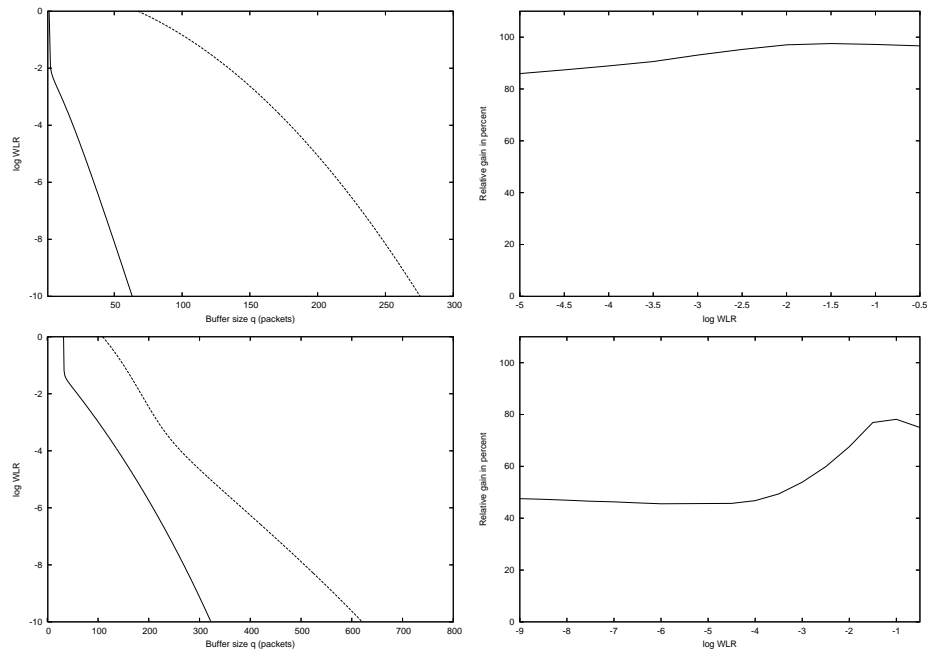 0
-2
-4
-6
-8
-10
log WLR
50 100 150 200 250 300
Buffer size q (packets)
100
80
60
40
20
0
Relative gain in percent
-5 -4.5 -4 -3.5 -3 -2.5 -2 -1.5 -1 -0.5
log WLR
0
-2
-4
-6
-8
-10
log WLR
0 100 200 300 400 500 600 700 800
Buffer size q (packets)
100
80
60
40
20
0
Relative gain in percent
-9 -8 -7 -6 -5 -4 -3 -2 -1
log WLR